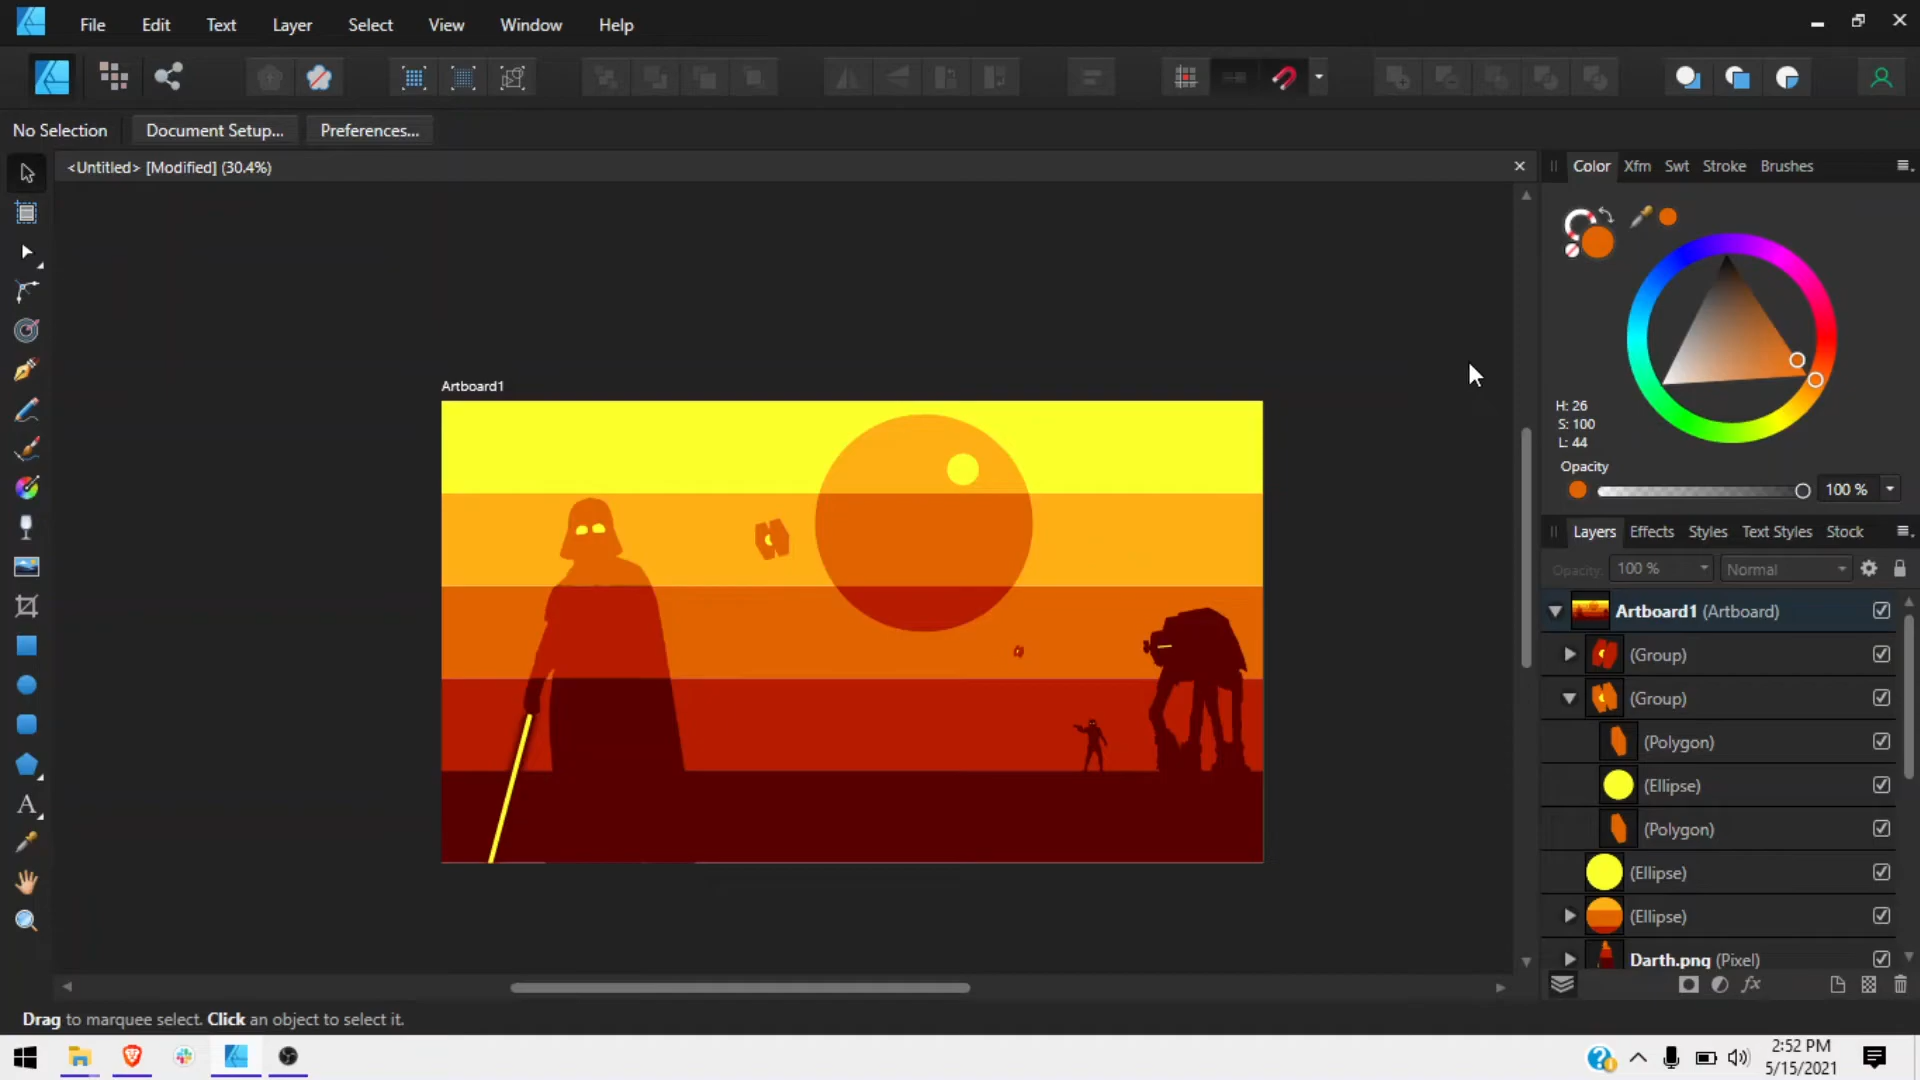 File Edit Text Layer Select View Window Help
No Selection Document Setup... Preferences...
<Untitled> [Modified] (30.4%)
Color Xfm Swt Stroke Brushes
Artboard1
H: 26
S: 100
L: 44
Opacity
100 %
Layers Effects Styles Text Styles Stock
Opacity: 100 % Normal
Artboard1 (Artboard)
(Group)
(Group)
(Polygon)
(Ellipse)
(Polygon)
(Ellipse)
(Ellipse)
Darth.png (Pixel)
fx
Drag to marquee select. Click an object to select it.
2:52 PM
5/15/2021